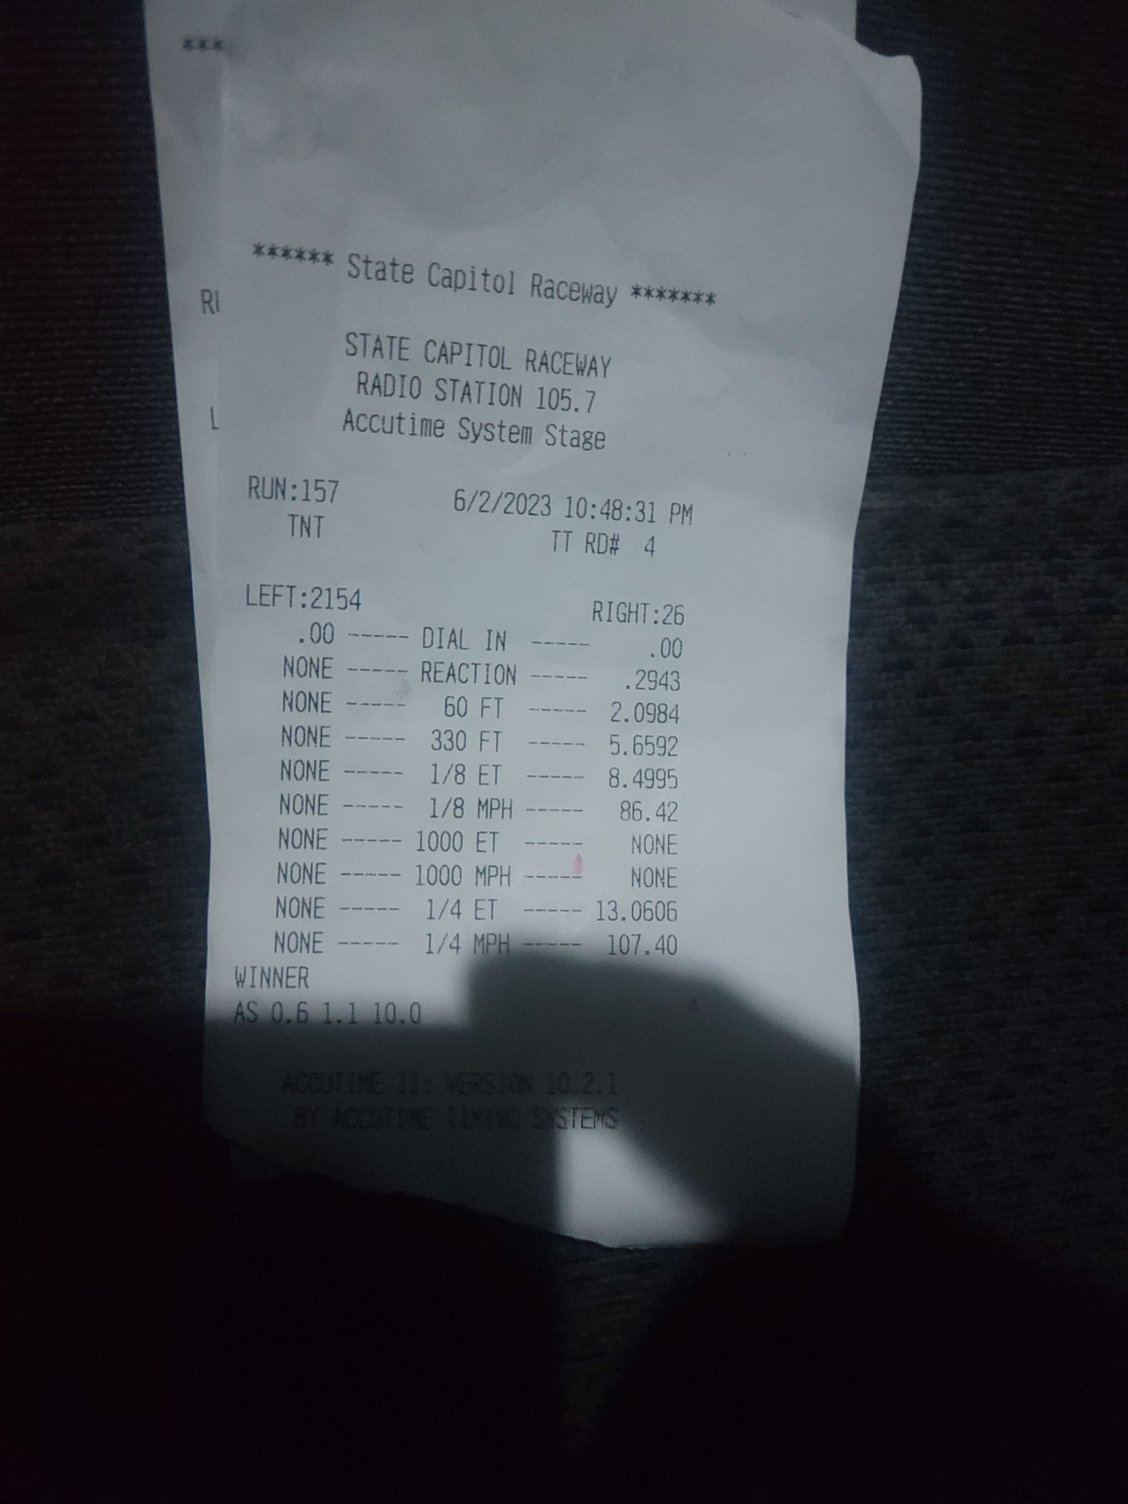 ***
****** State Capitol Raceway *******
RI
STATE CAPITOL RACEWAY
RADIO STATION 105.7
L
Accutime System Stage
RUN:157 6/2/2023 10:48:31 PM
TNT TT RD# 4
LEFT:2154 RIGHT:26
.00 ----- DIAL IN ----- .00
NONE ----- REACTION ----- .2943
NONE ----- 60 FT ----- 2.0984
NONE ----- 330 FT ----- 5.6592
NONE ----- 1/8 ET ----- 8.4995
NONE ----- 1/8 MPH ----- 86.42
NONE ----- 1000 ET ----- NONE
NONE ----- 1000 MPH ----- NONE
NONE ----- 1/4 ET ----- 13.0606
NONE ----- 1/4 MPH ----- 107.40
WINNER
AS 0.6 1.1 10.0
ACCUTIME II: VERSION 10.2.1
BY ACCUTIME TIMING SYSTEMS